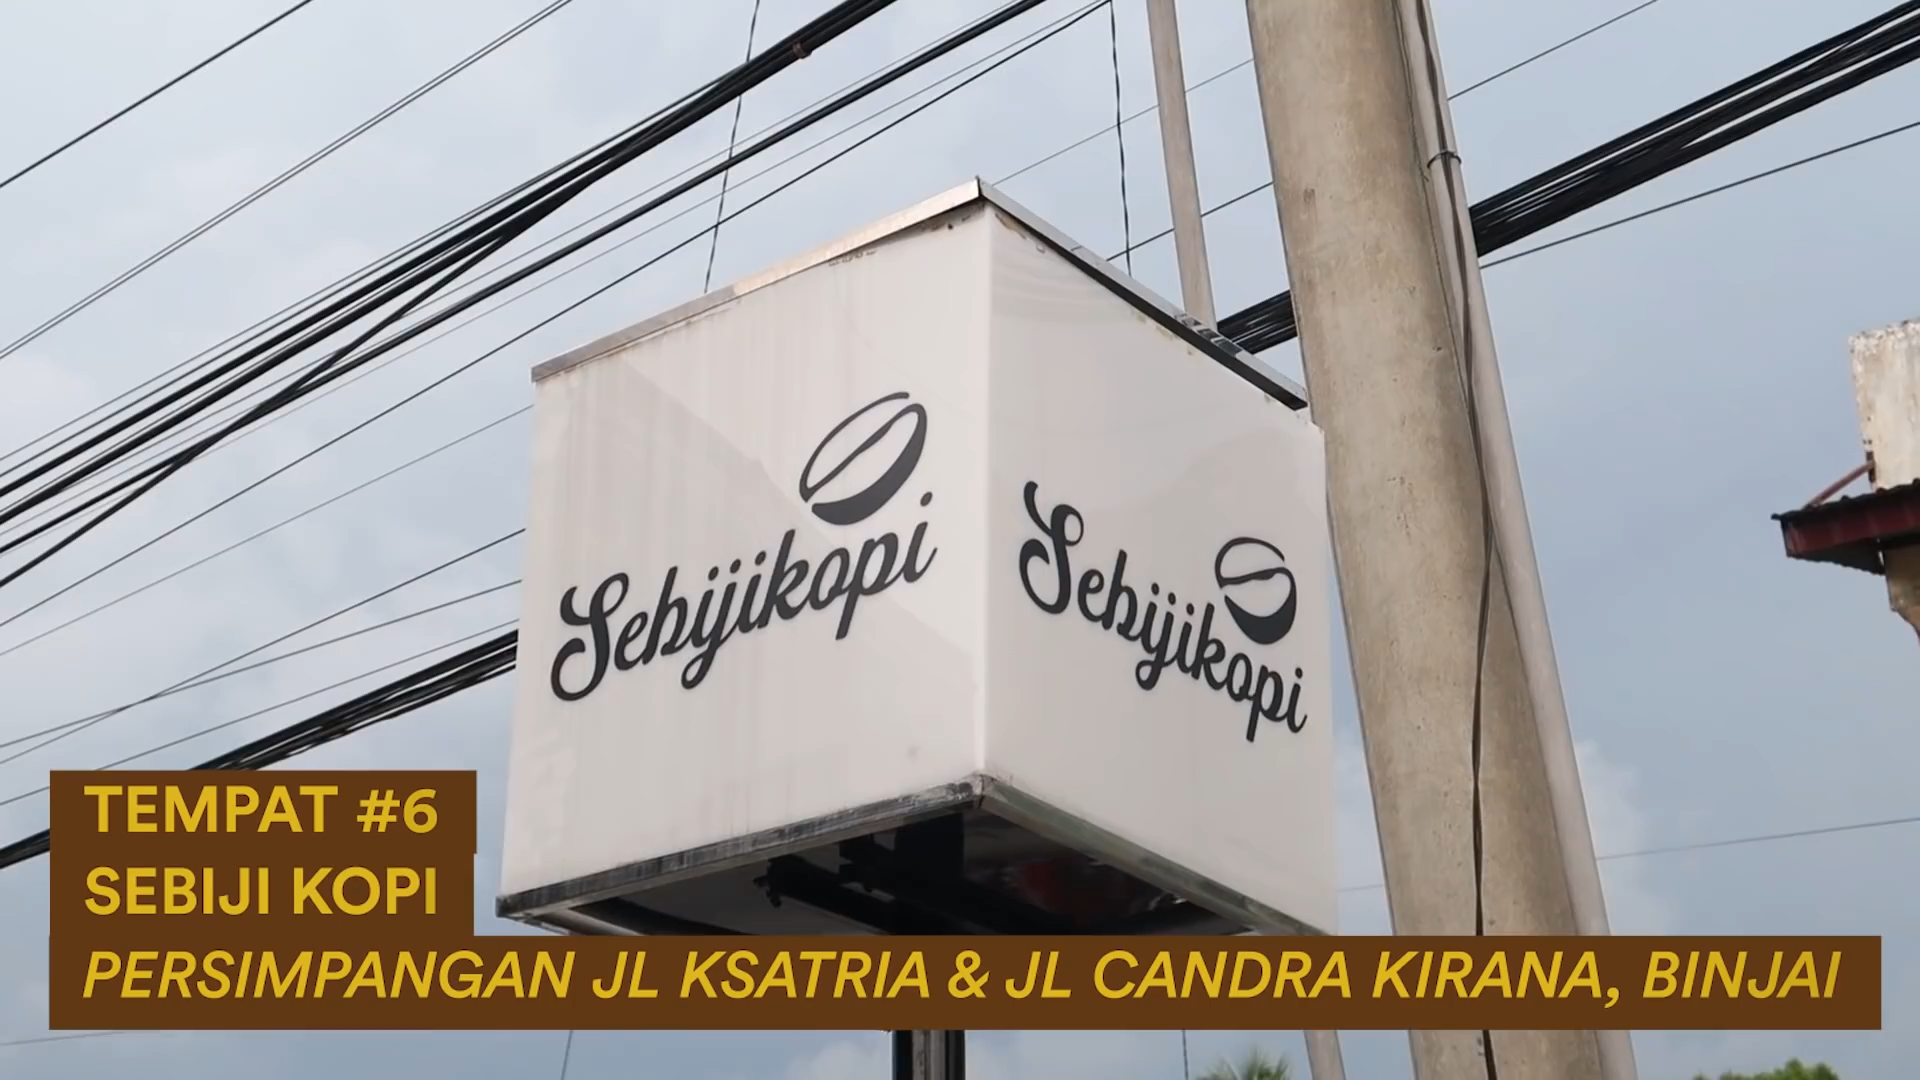 Sebijikopi
Sebijikopi
TEMPAT #6
SEBIJI KOPI
PERSIMPANGAN JL KSATRIA & JL CANDRA KIRANA, BINJAI